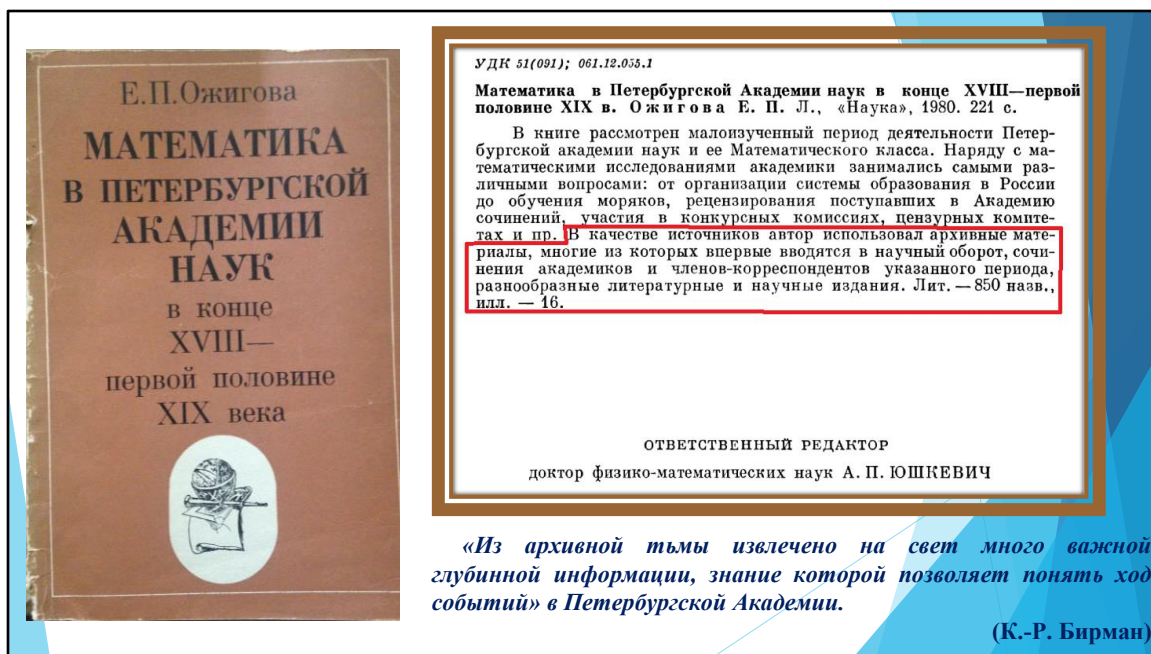 Е.П.Ожигова
МАТЕМАТИКА
В ПЕТЕРБУРГСКОЙ
АКАДЕМИИ
НАУК
в конце
XVIII—
первой половине
XIX века
УДК 51(091); 061.12.055.1
Математика в Петербургской Академии наук в конце XVIII—первой
половине XIX в. Ожигова Е. П. Л., «Наука», 1980. 221 с.
В книге рассмотрен малоизученный период деятельности Петер-
бургской академии наук и ее Математического класса. Наряду с ма-
тематическими исследованиями академики занимались самыми раз-
личными вопросами: от организации системы образования в России
до обучения моряков, рецензирования поступавших в Академию
сочинений, участия в конкурсных комиссиях, цензурных комите-
тах и пр. В качестве источников автор использовал архивные мате-
риалы, многие из которых впервые вводятся в научный оборот, сочи-
нения академиков и членов-корреспондентов указанного периода,
разнообразные литературные и научные издания. Лит. — 850 назв.,
илл. — 16.
ОТВЕТСТВЕННЫЙ РЕДАКТОР
доктор физико-математических наук А. П. ЮШКЕВИЧ
«Из архивной тьмы извлечено на свет много важной
глубинной информации, знание которой позволяет понять ход
событий» в Петербургской Академии.
(К.-Р. Бирман)